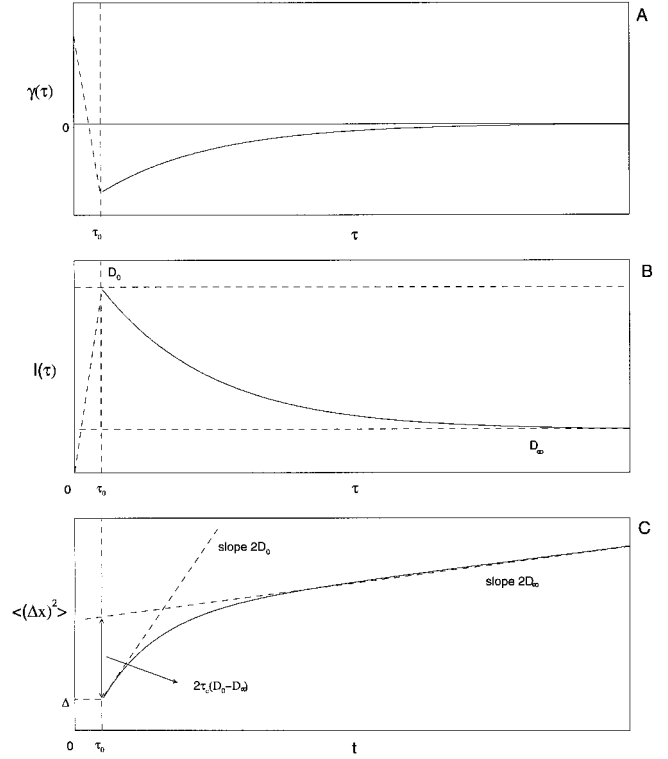 A
γ(τ)
0
τ₀
τ
D₀
B
I(τ)
D∞
0
τ₀
τ
C
slope 2D₀
slope 2D∞
<(Δx)²>
2τc(D₀−D∞)
Δ
0
τ₀
t